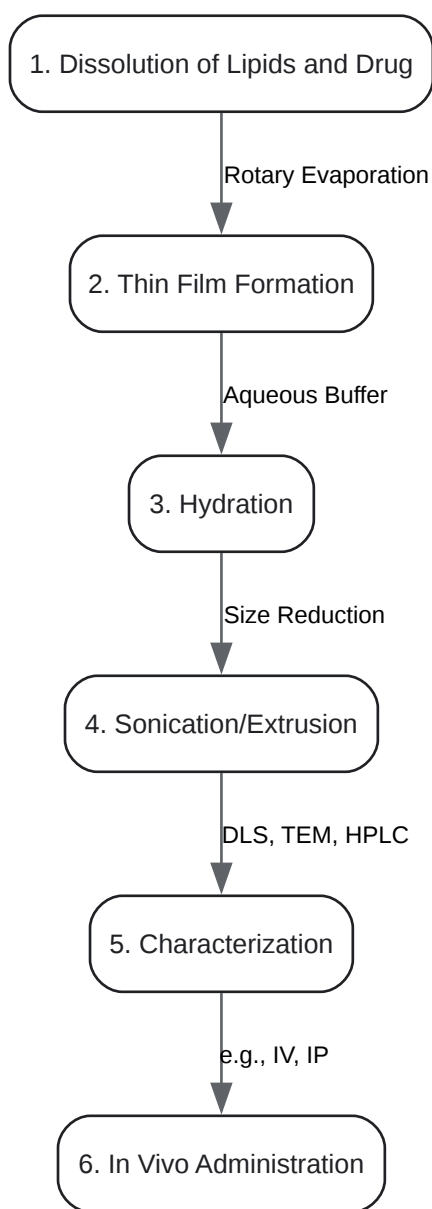 1. Dissolution of Lipids and Drug
Rotary Evaporation
2. Thin Film Formation
Aqueous Buffer
3. Hydration
Size Reduction
4. Sonication/Extrusion
DLS, TEM, HPLC
5. Characterization
e.g., IV, IP
6. In Vivo Administration